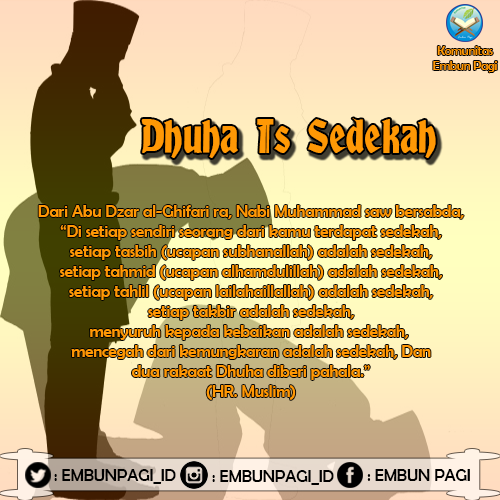 Komunitas
Embun Pagi
Dhuha Ts Sedekah
Dari Abu Dzar al-Ghifari ra, Nabi Muhammad saw bersabda,
“Di setiap sendiri seorang dari kamu terdapat sedekah,
setiap tasbih (ucapan subhanallah) adalah sedekah,
setiap tahmid (ucapan alhamdulillah) adalah sedekah,
setiap tahlil (ucapan lailahaillallah) adalah sedekah,
setiap takbir adalah sedekah,
menyuruh kepada kebaikan adalah sedekah,
mencegah dari kemungkaran adalah sedekah, Dan
dua rakaat Dhuha diberi pahala.”
(HR. Muslim)
: EMBUNPAGI_ID : EMBUNPAGI_ID : EMBUN PAGI